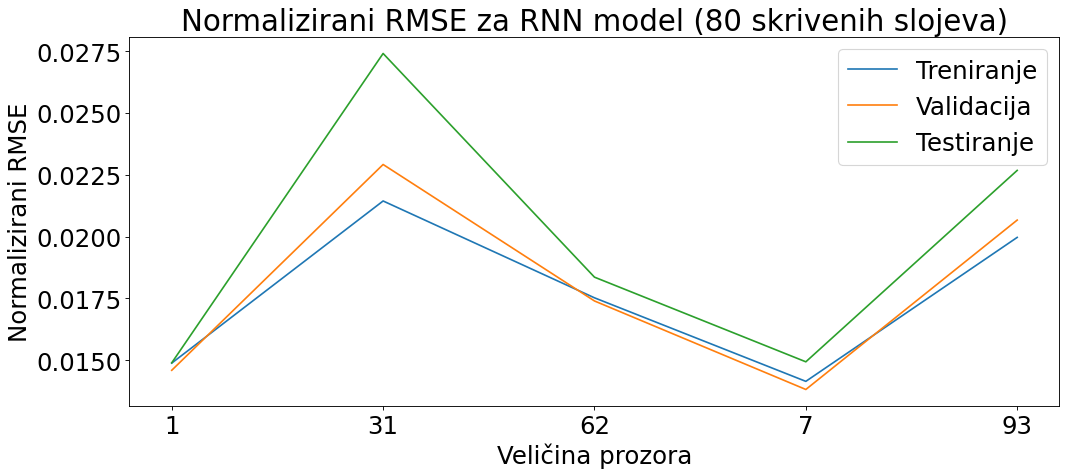 Normalizirani RMSE za RNN model (80 skrivenih slojeva)
Normalizirani RMSE
0.0275
0.0250
0.0225
0.0200
0.0175
0.0150
Treniranje
Validacija
Testiranje
1 31 62 7 93
Veličina prozora